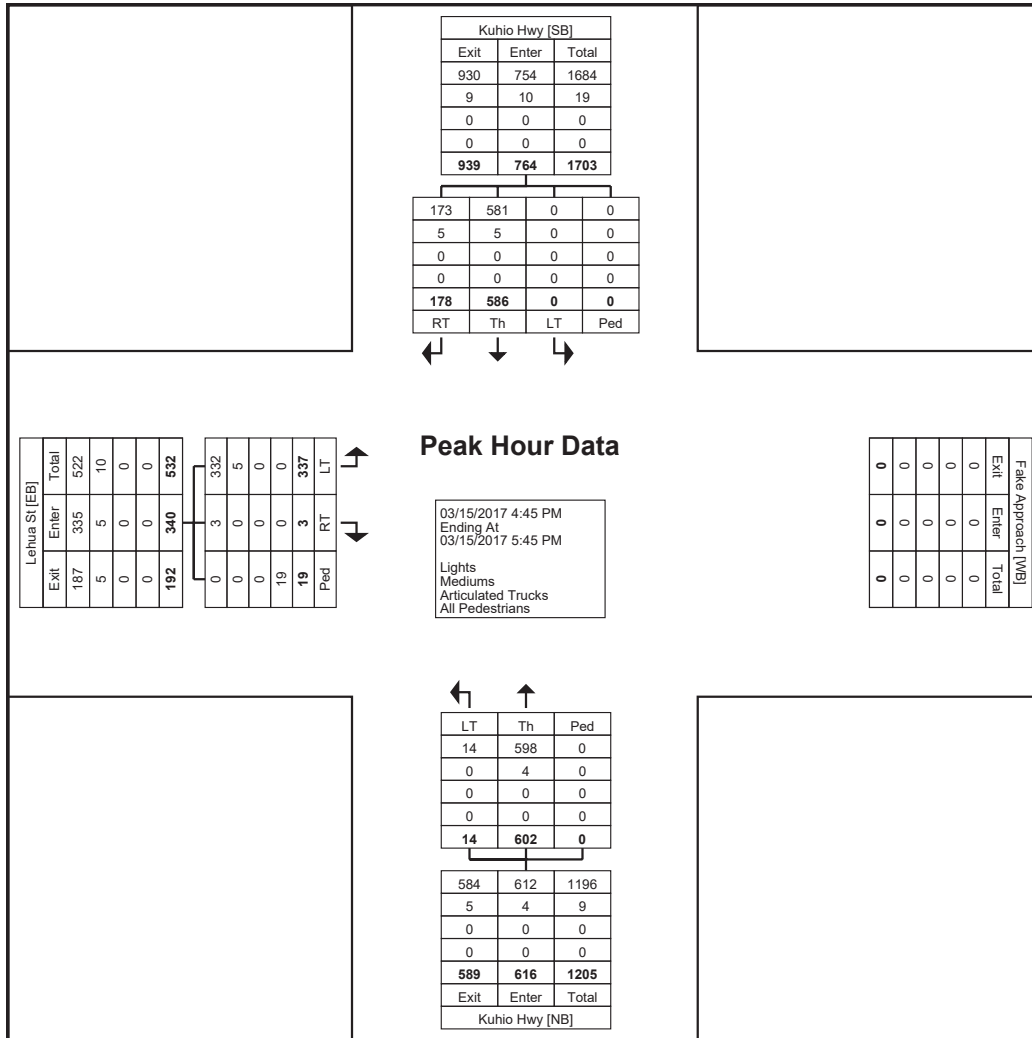 Kuhio Hwy [SB]
Exit Enter Total
930 754 1684
9 10 19
0 0 0
0 0 0
939 764 1703
173 581 0 0
5 5 0 0
0 0 0 0
0 0 0 0
178 586 0 0
RT Th LT Ped
Peak Hour Data
Lehua St [EB]
Total Enter Exit
522 335 187
10 5 5
0 0 0
0 0 0
532 340 192
332 3 0
5 0 0
0 0 0
0 0 19
337 3 19
LT RT Ped
03/15/2017 4:45 PM
Ending At
03/15/2017 5:45 PM
Lights
Mediums
Articulated Trucks
All Pedestrians
Fake Approach [WB]
Exit Enter Total
0 0 0
0 0 0
0 0 0
0 0 0
0 0 0
LT Th Ped
14 598 0
0 4 0
0 0 0
0 0 0
14 602 0
584 612 1196
5 4 9
0 0 0
0 0 0
589 616 1205
Exit Enter Total
Kuhio Hwy [NB]